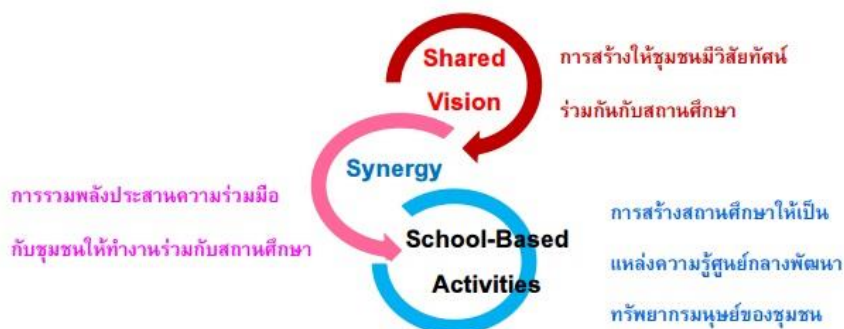 Shared
Vision
การสร้างให้ชุมชนมีวิสัยทัศน์
ร่วมกันกับสถานศึกษา
Synergy
การรวมพลังประสานความร่วมมือ
กับชุมชนให้ทำงานร่วมกับสถานศึกษา
School-Based
Activities
การสร้างสถานศึกษาให้เป็น
แหล่งความรู้ศูนย์กลางพัฒนา
ทรัพยากรมนุษย์ของชุมชน